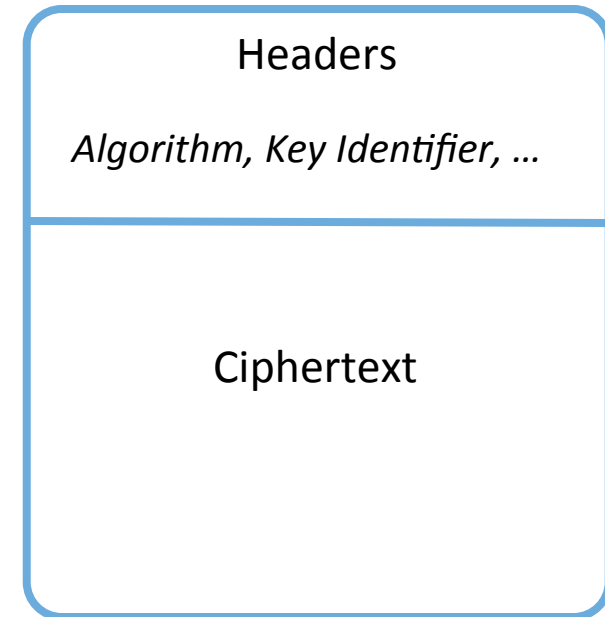 Headers
Algorithm, Key Identifier, …
Ciphertext